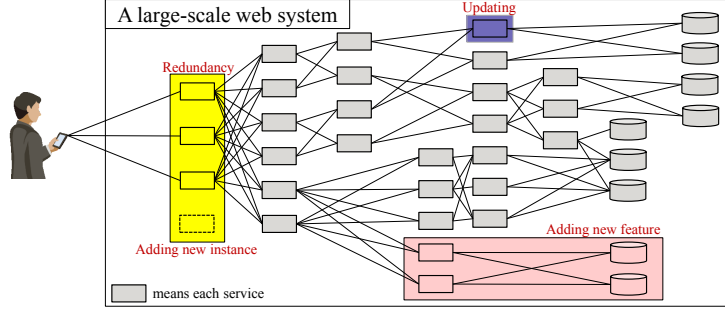 A large-scale web system
Updating
Redundancy
Adding new instance
Adding new feature
means each service